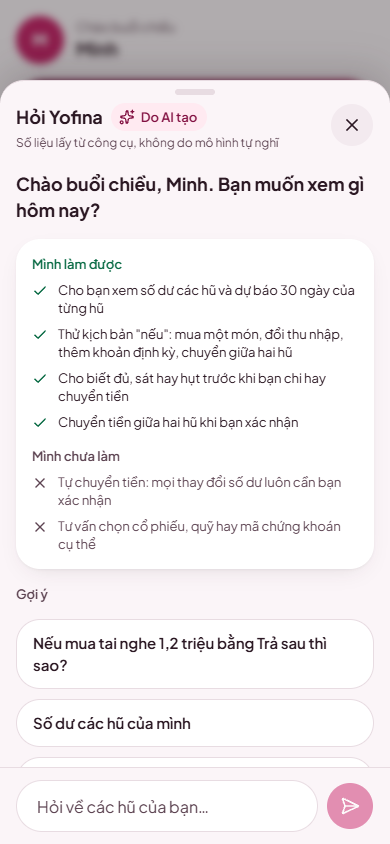 Chào buổi chiều,
Minh
Hỏi Yofina
Do AI tạo
Số liệu lấy từ công cụ, không do mô hình tự nghĩ
Chào buổi chiều, Minh. Bạn muốn xem gì
hôm nay?
Mình làm được
Cho bạn xem số dư các hũ và dự báo 30 ngày của
từng hũ
Thử kịch bản "nếu": mua một món, đổi thu nhập,
thêm khoản định kỳ, chuyển giữa hai hũ
Cho biết đủ, sát hay hụt trước khi bạn chi hay
chuyển tiền
Chuyển tiền giữa hai hũ khi bạn xác nhận
Mình chưa làm
Tự chuyển tiền: mọi thay đổi số dư luôn cần bạn
xác nhận
Tư vấn chọn cổ phiếu, quỹ hay mã chứng khoán
cụ thể
Gợi ý
Nếu mua tai nghe 1,2 triệu bằng Trả sau thì
sao?
Số dư các hũ của mình
Hỏi về các hũ của bạn...